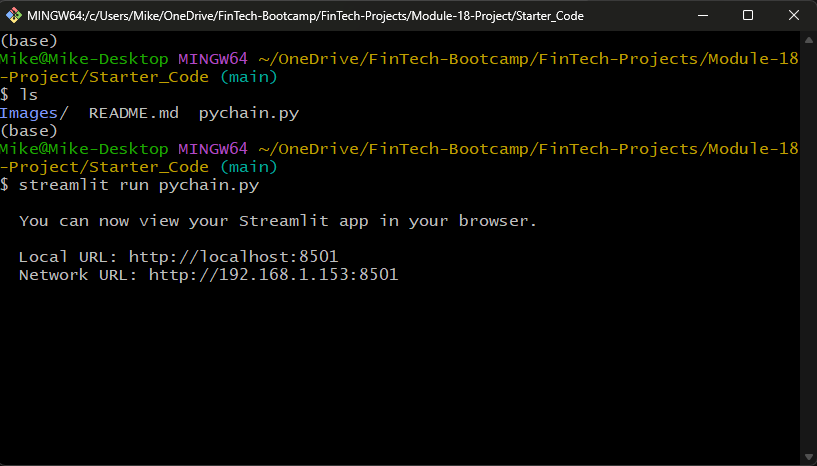 MINGW64:/c/Users/Mike/OneDrive/FinTech-Bootcamp/FinTech-Projects/Module-18-Project/Starter_Code
(base)
Mike@Mike-Desktop MINGW64 ~/OneDrive/FinTech-Bootcamp/FinTech-Projects/Module-18
-Project/Starter_Code (main)
$ ls
Images/  README.md  pychain.py
(base)
Mike@Mike-Desktop MINGW64 ~/OneDrive/FinTech-Bootcamp/FinTech-Projects/Module-18
-Project/Starter_Code (main)
$ streamlit run pychain.py
You can now view your Streamlit app in your browser.
Local URL: http://localhost:8501
Network URL: http://192.168.1.153:8501